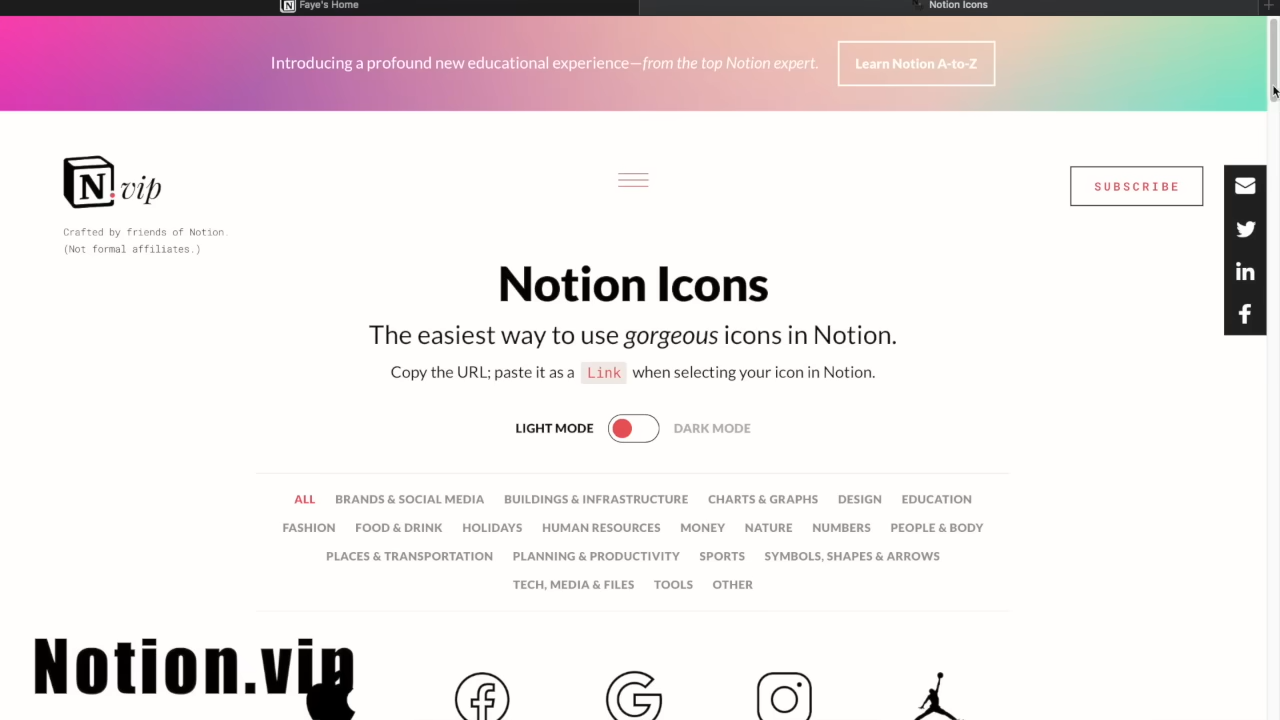 Faye's Home
Notion Icons
Introducing a profound new educational experience—from the top Notion expert.
Learn Notion A-to-Z
N.vip
SUBSCRIBE
Crafted by friends of Notion.
(Not formal affiliates.)
Notion Icons
The easiest way to use gorgeous icons in Notion.
Copy the URL; paste it as a Link when selecting your icon in Notion.
LIGHT MODE DARK MODE
ALL BRANDS & SOCIAL MEDIA BUILDINGS & INFRASTRUCTURE CHARTS & GRAPHS DESIGN EDUCATION
FASHION FOOD & DRINK HOLIDAYS HUMAN RESOURCES MONEY NATURE NUMBERS PEOPLE & BODY
PLACES & TRANSPORTATION PLANNING & PRODUCTIVITY SPORTS SYMBOLS, SHAPES & ARROWS
TECH, MEDIA & FILES TOOLS OTHER
Notion.vip